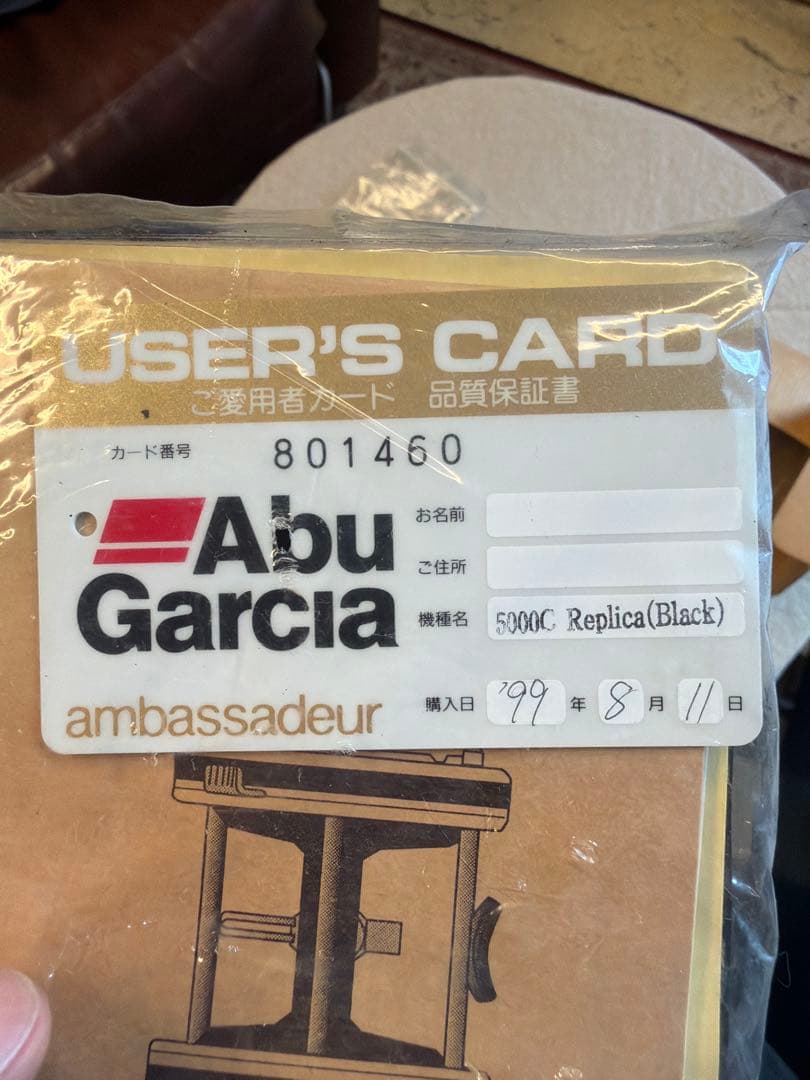 USER'S CARD
ご愛用者カード 品質保証書
カード番号 801460
Abu
Garcia
ambassadeur
お名前
ご住所
機種名 5000C Replica(Black)
購入日 '99 年 8 月 11 日